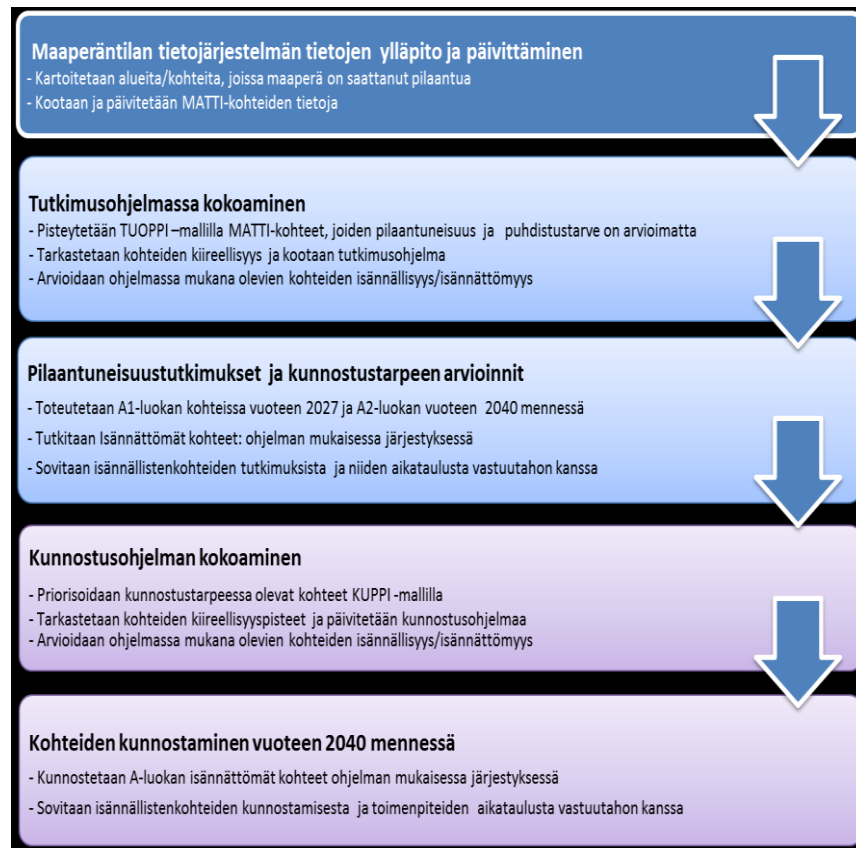 Maaperäntilan tietojärjestelmän tietojen ylläpito ja päivittäminen
- Kartoitetaan alueita/kohteita, joissa maaperä on saattanut pilaantua
- Kootaan ja päivitetään MATTI-kohteiden tietoja
Tutkimusohjelmassa kokoaminen
- Pisteytetään TUOPPI –mallilla MATTI-kohteet, joiden pilaantuneisuus ja puhdistustarve on arvioimatta
- Tarkastetaan kohteiden kiireellisyys ja kootaan tutkimusohjelma
- Arvioidaan ohjelmassa mukana olevien kohteiden isännällisyys/isännättömyys
Pilaantuneisuustutkimukset ja kunnostustarpeen arvioinnit
- Toteutetaan A1-luokan kohteissa vuoteen 2027 ja A2-luokan vuoteen 2040 mennessä
- Tutkitaan Isännättömät kohteet: ohjelman mukaisessa järjestyksessä
- Sovitaan isännällistenkohteiden tutkimuksista ja niiden aikataulusta vastuutahon kanssa
Kunnostusohjelman kokoaminen
- Priorisoidaan kunnostustarpeessa olevat kohteet KUPPI -mallilla
- Tarkastetaan kohteiden kiireellisyyspisteet ja päivitetään kunnostusohjelmaa
- Arvioidaan ohjelmassa mukana olevien kohteiden isännällisyys/isännättömyys
Kohteiden kunnostaminen vuoteen 2040 mennessä
- Kunnostetaan A-luokan isännättömät kohteet ohjelman mukaisessa järjestyksessä
- Sovitaan isännällistenkohteiden kunnostamisesta ja toimenpiteiden aikataulusta vastuutahon kanssa